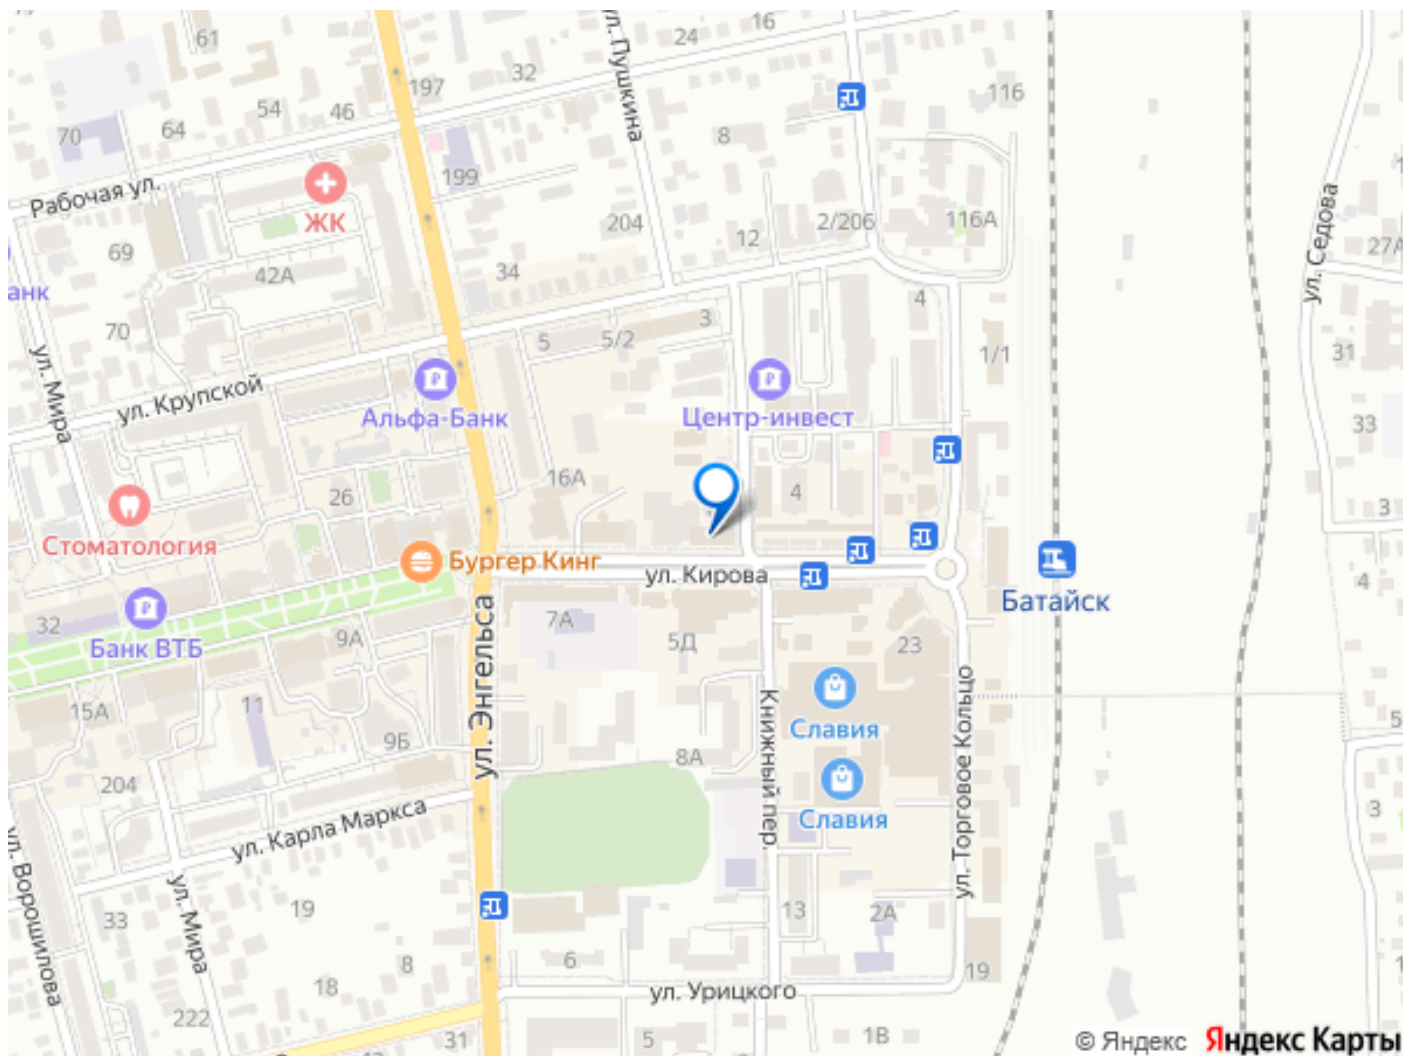 61
16
24
ул. Пушкина
32
197
54
46
116
70
64
8
199
Рабочая ул.
ЖК
204
2/206
116А
12
ул. Седова
27А
69
42А
34
анк
4
3
70
5
5/2
1/1
31
ул. Мира
ул. Крупской
Альфа-Банк
Центр-инвест
33
16А
26
4
3
Стоматология
Бургер Кинг
ул. Кирова
4
Батайск
32
Банк ВТБ
9А
7А
5Д
23
15А
11
9Б
ул. Энгельса
Книжный пер.
Славия
5
ул. Торговое Кольцо
204
8А
Славия
3
ул. Карла Маркса
ул. Ворошилова
ул. Мира
33
19
13
2А
8
6
19
18
ул. Урицкого
222
31
5
1В
© Яндекс Яндекс Карты